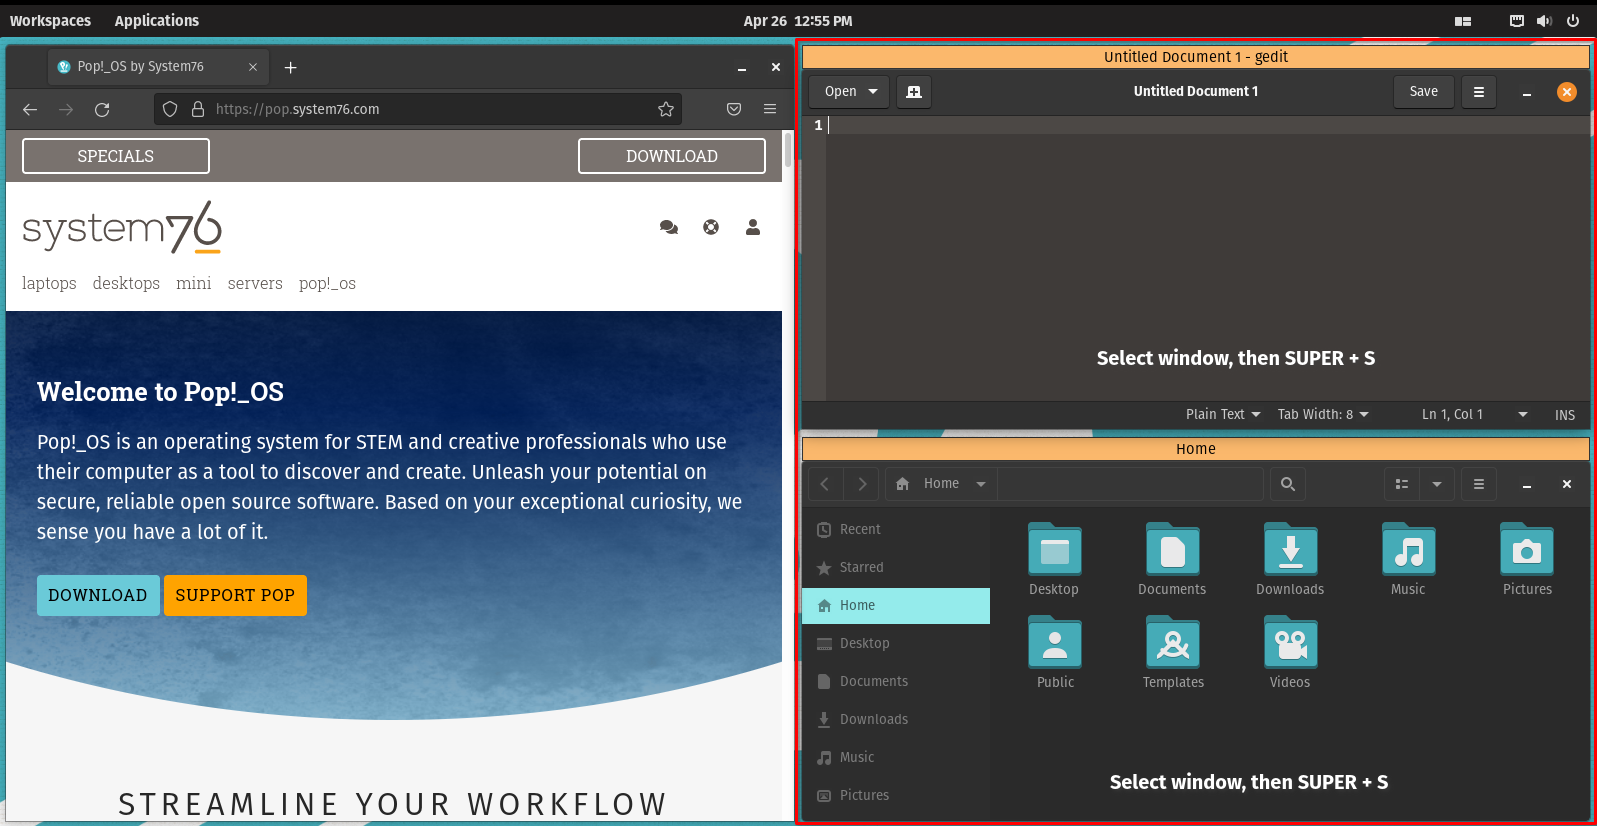 Workspaces Applications Apr 26 12:55 PM
Pop!_OS by System76
https://pop.system76.com
SPECIALS DOWNLOAD
system76
laptops desktops mini servers pop!_os
Welcome to Pop!_OS
Pop!_OS is an operating system for STEM and creative professionals who use
their computer as a tool to discover and create. Unleash your potential on
secure, reliable open source software. Based on your exceptional curiosity, we
sense you have a lot of it.
DOWNLOAD SUPPORT POP
STREAMLINE YOUR WORKFLOW
Untitled Document 1 - gedit
Open Untitled Document 1 Save
1
Select window, then SUPER + S
Plain Text Tab Width: 8 Ln 1, Col 1 INS
Home
Home
Recent
Starred
Home
Desktop
Documents
Downloads
Music
Pictures
Desktop Documents Downloads Music Pictures
Public Templates Videos
Select window, then SUPER + S